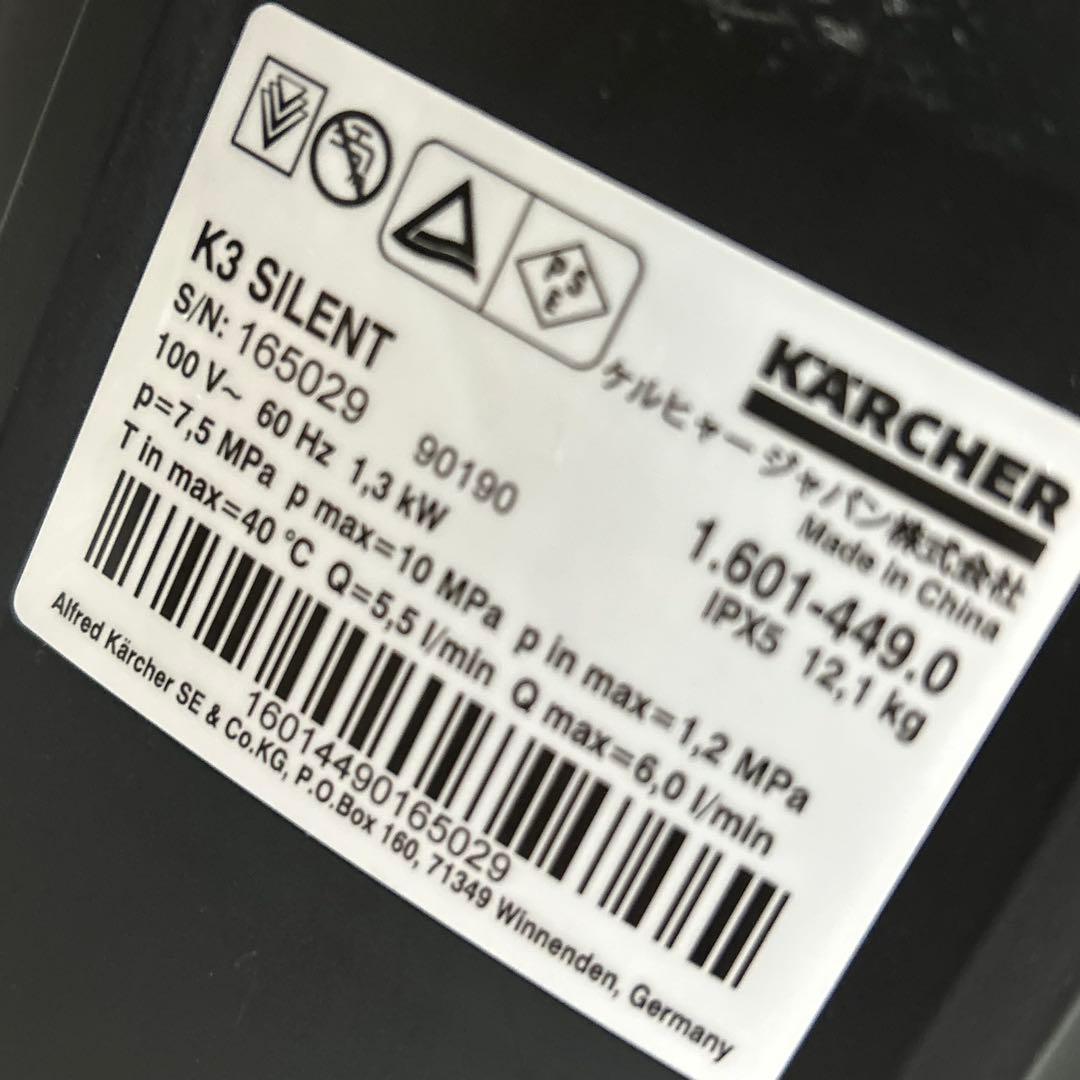 PSE
KÄRCHER
ケルヒャー ジャパン株式会社
Made in China
K3 SILENT
1.601-449.0
S/N: 165029 90190
IPX5 12,1 kg
100 V~ 60 Hz 1,3 kW
p=7,5 MPa p max=10 MPa p in max=1,2 MPa
T in max=40 °C Q=5,5 l/min Q max=6,0 l/min
16014490165029
Alfred Kärcher SE & Co.KG, P.O.Box 160, 71349 Winnenden, Germany